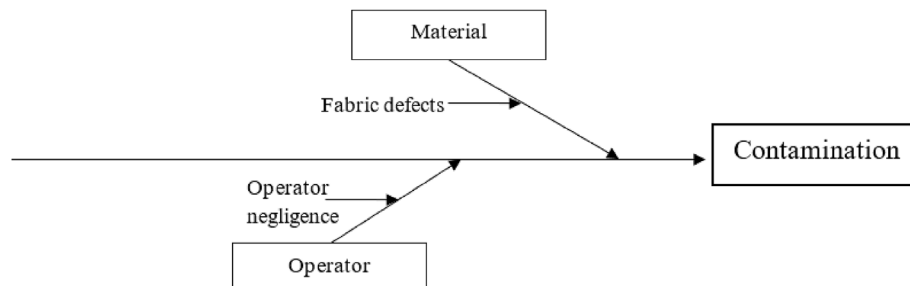 Material
Fabric defects
Contamination
Operator
negligence
Operator